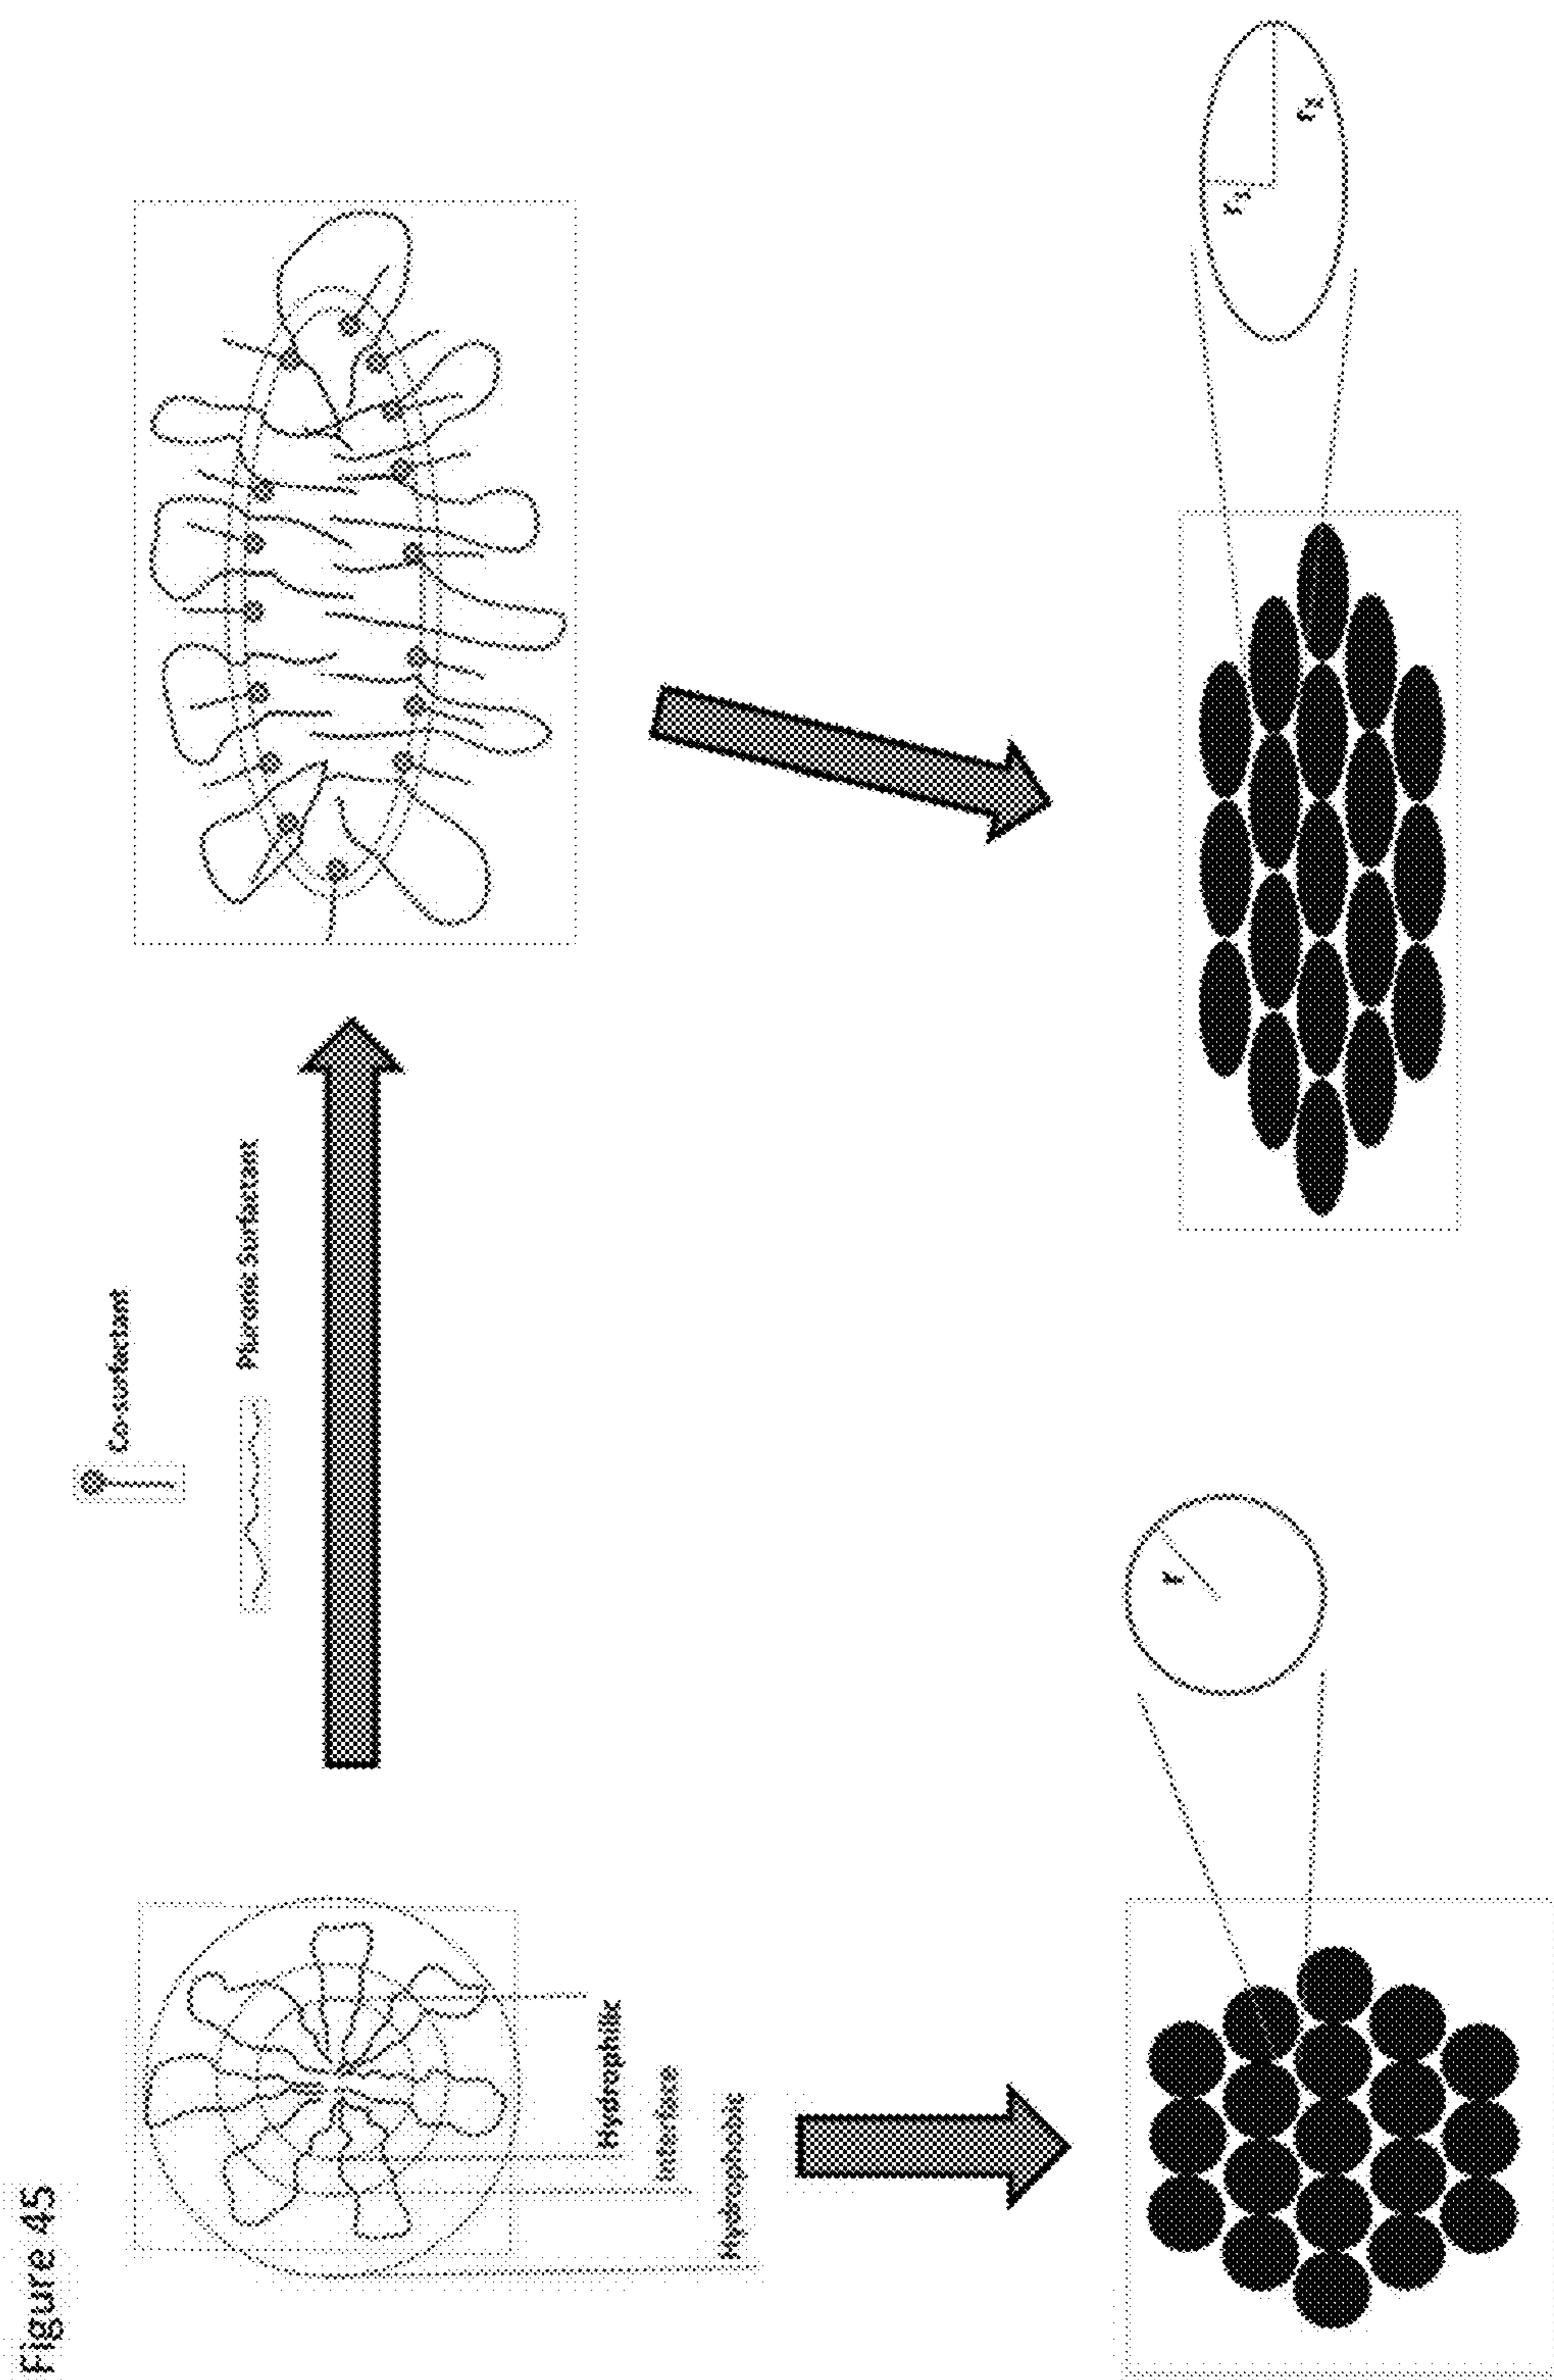 Figure 45
Co-surfactant
Pluronic Surfactant
Hydrophilic
Interface
Hydrophobic
r
r
r